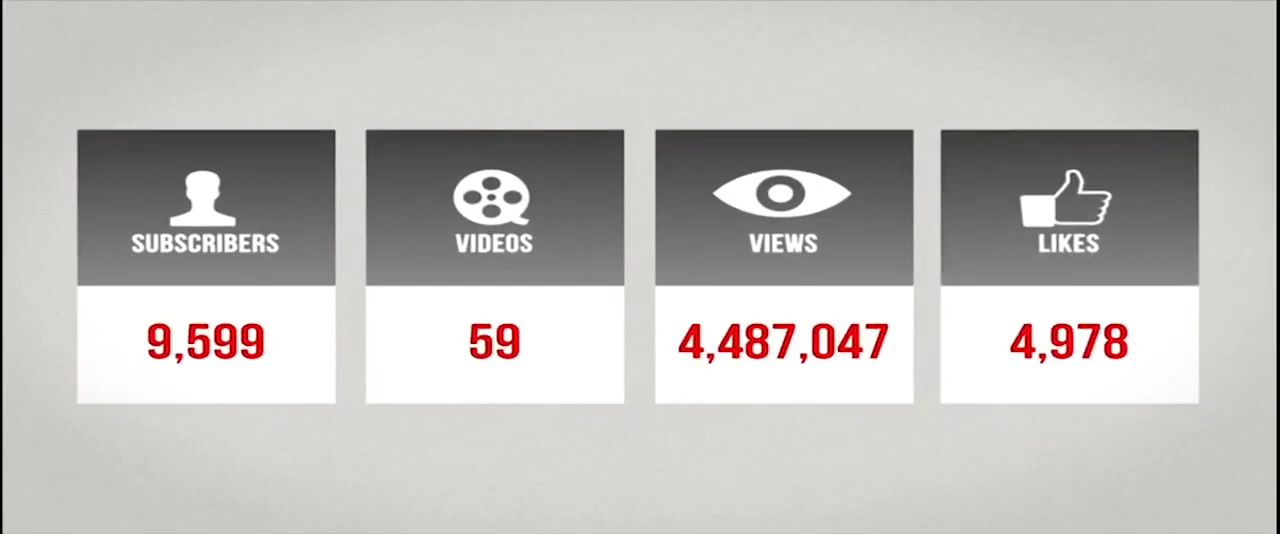 SUBSCRIBERS
9,599
VIDEOS
59
VIEWS
4,487,047
LIKES
4,978